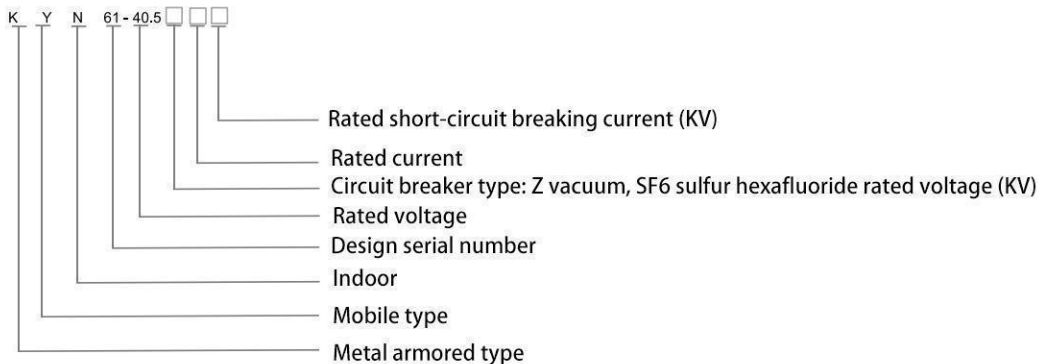 K Y N 61-40.5
Rated short-circuit breaking current (KV)
Rated current
Circuit breaker type: Z vacuum, SF6 sulfur hexafluoride rated voltage (KV)
Rated voltage
Design serial number
Indoor
Mobile type
Metal armored type